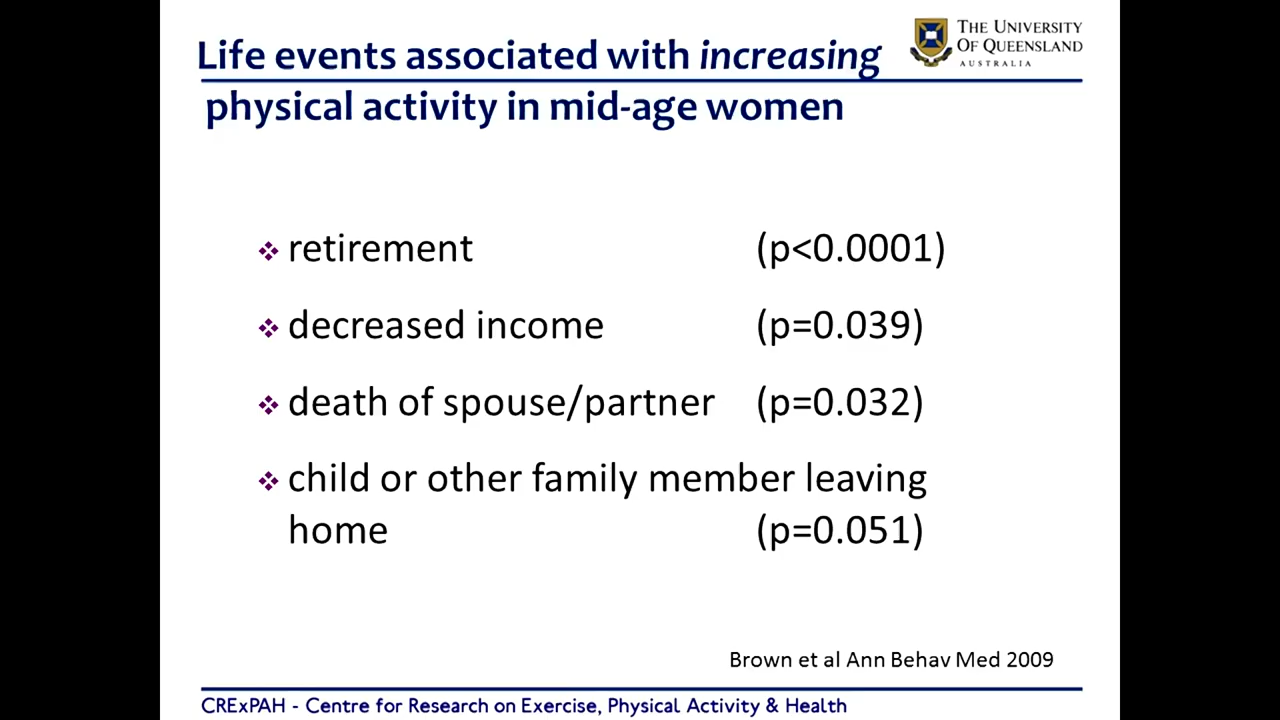 Life events associated with increasing
physical activity in mid-age women
THE UNIVERSITY
OF QUEENSLAND
AUSTRALIA
❖ retirement (p<0.0001)
❖ decreased income (p=0.039)
❖ death of spouse/partner (p=0.032)
❖ child or other family member leaving
home (p=0.051)
Brown et al Ann Behav Med 2009
CRExPAH - Centre for Research on Exercise, Physical Activity & Health